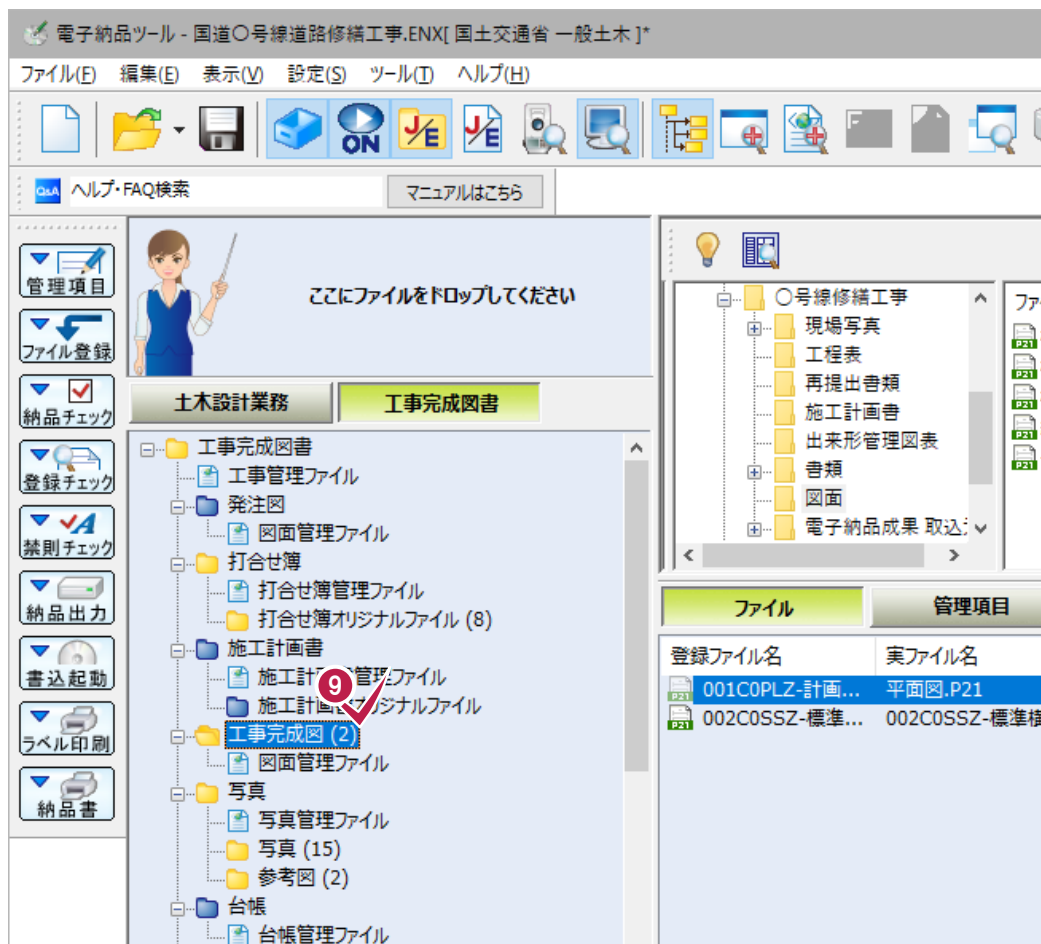 電子納品ツール - 国道〇号線道路修繕工事.ENX[ 国土交通省 一般土木 ]*
ファイル(F) 編集(E) 表示(V) 設定(S) ツール(T) ヘルプ(H)
ON J/E J/E
Q&A ヘルプ・FAQ検索 マニュアルはこちら
管理項目
ファイル登録
納品チェック
登録チェック
禁則チェック
納品出力
書込起動
ラベル印刷
納品書
ここにファイルをドロップしてください
土木設計業務 工事完成図書
工事完成図書
工事管理ファイル
発注図
図面管理ファイル
打合せ簿
打合せ簿管理ファイル
打合せ簿オリジナルファイル (8)
施工計画書
施工計画書管理ファイル
施工計画書オリジナルファイル
9
工事完成図 (2)
図面管理ファイル
写真
写真管理ファイル
写真 (15)
参考図 (2)
台帳
台帳管理ファイル
〇号線修繕工事
現場写真
工程表
再提出書類
施工計画書
出来形管理図表
書類
図面
電子納品成果 取込
ファ
P21
P21
P21
P21
P21
ファイル 管理項目
登録ファイル名 実ファイル名
P21 001C0PLZ-計画... 平面図.P21
P21 002C0SSZ-標準... 002C0SSZ-標準横